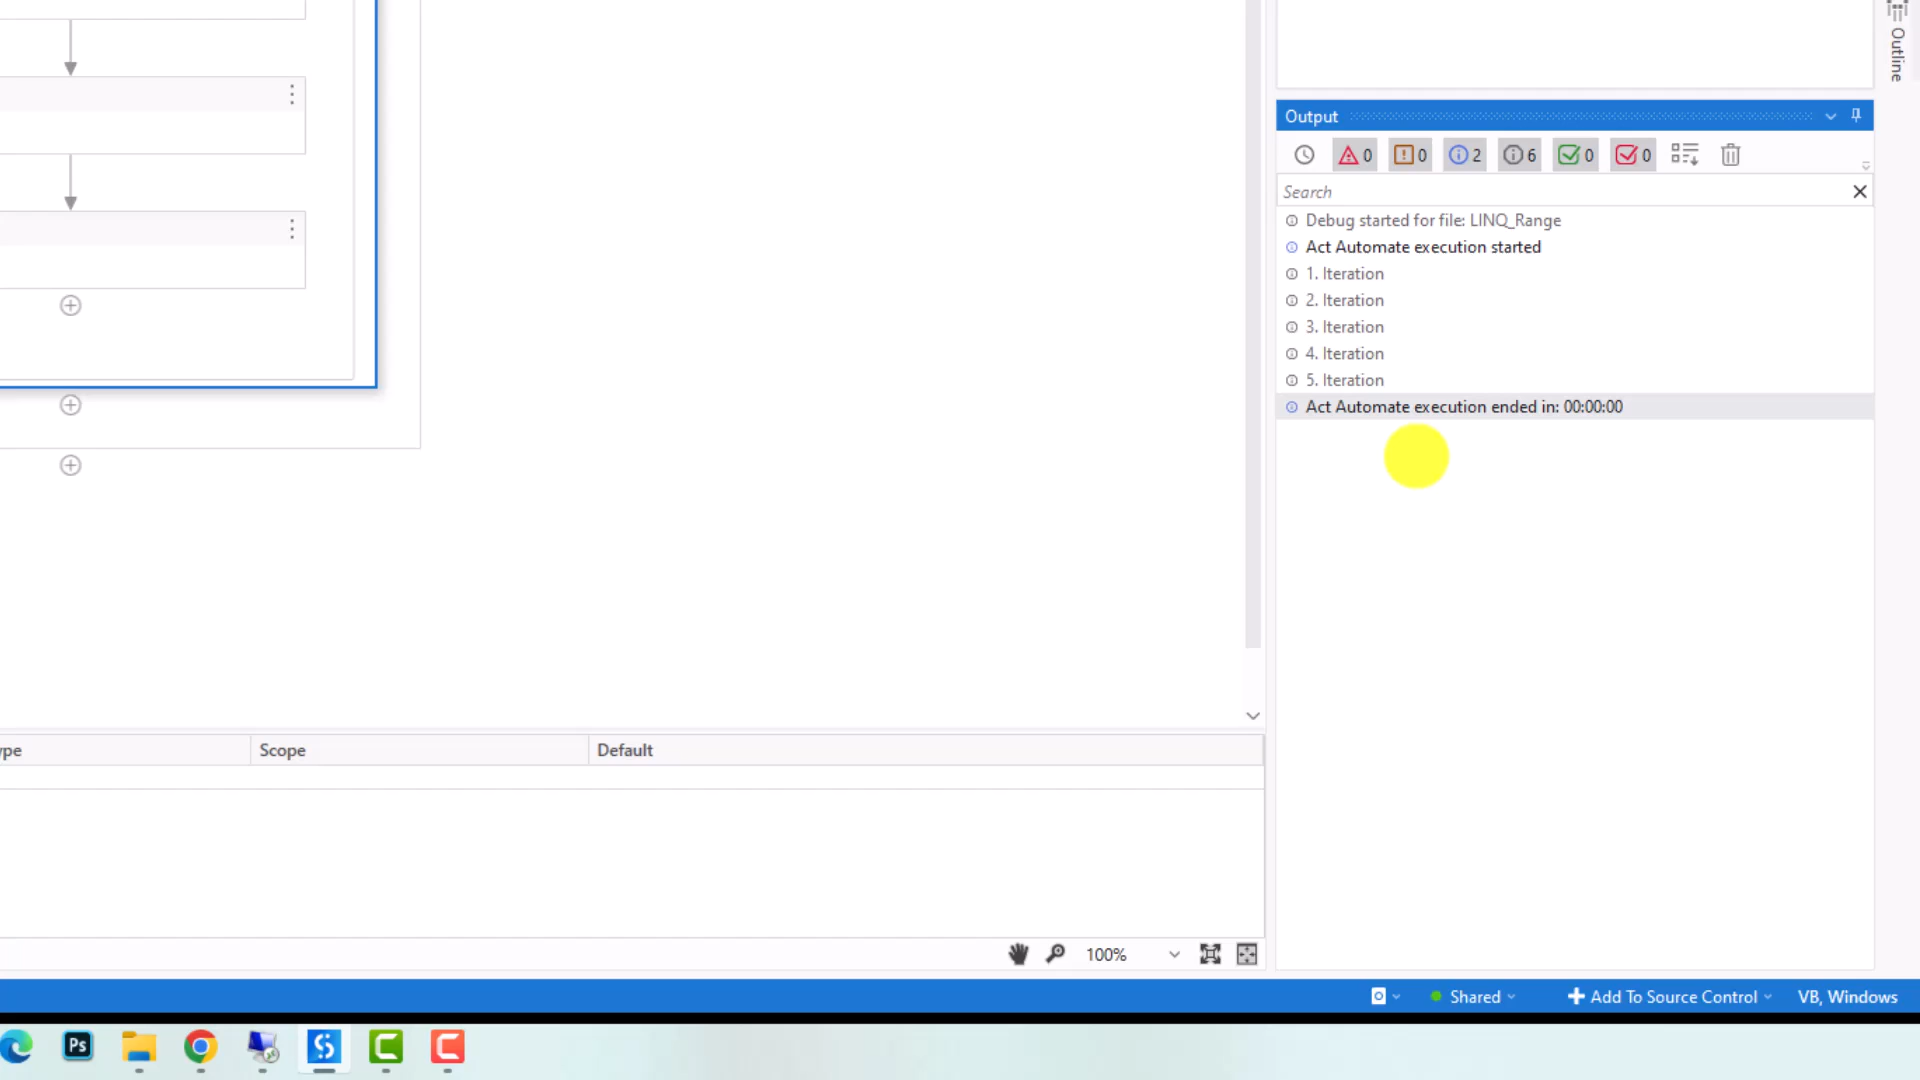 Outline
Output
0
0
2
6
0
0
Search
Debug started for file: LINQ_Range
Act Automate execution started
1. Iteration
2. Iteration
3. Iteration
4. Iteration
5. Iteration
Act Automate execution ended in: 00:00:00
ype
Scope
Default
100%
Shared
Add To Source Control
VB, Windows
Ps